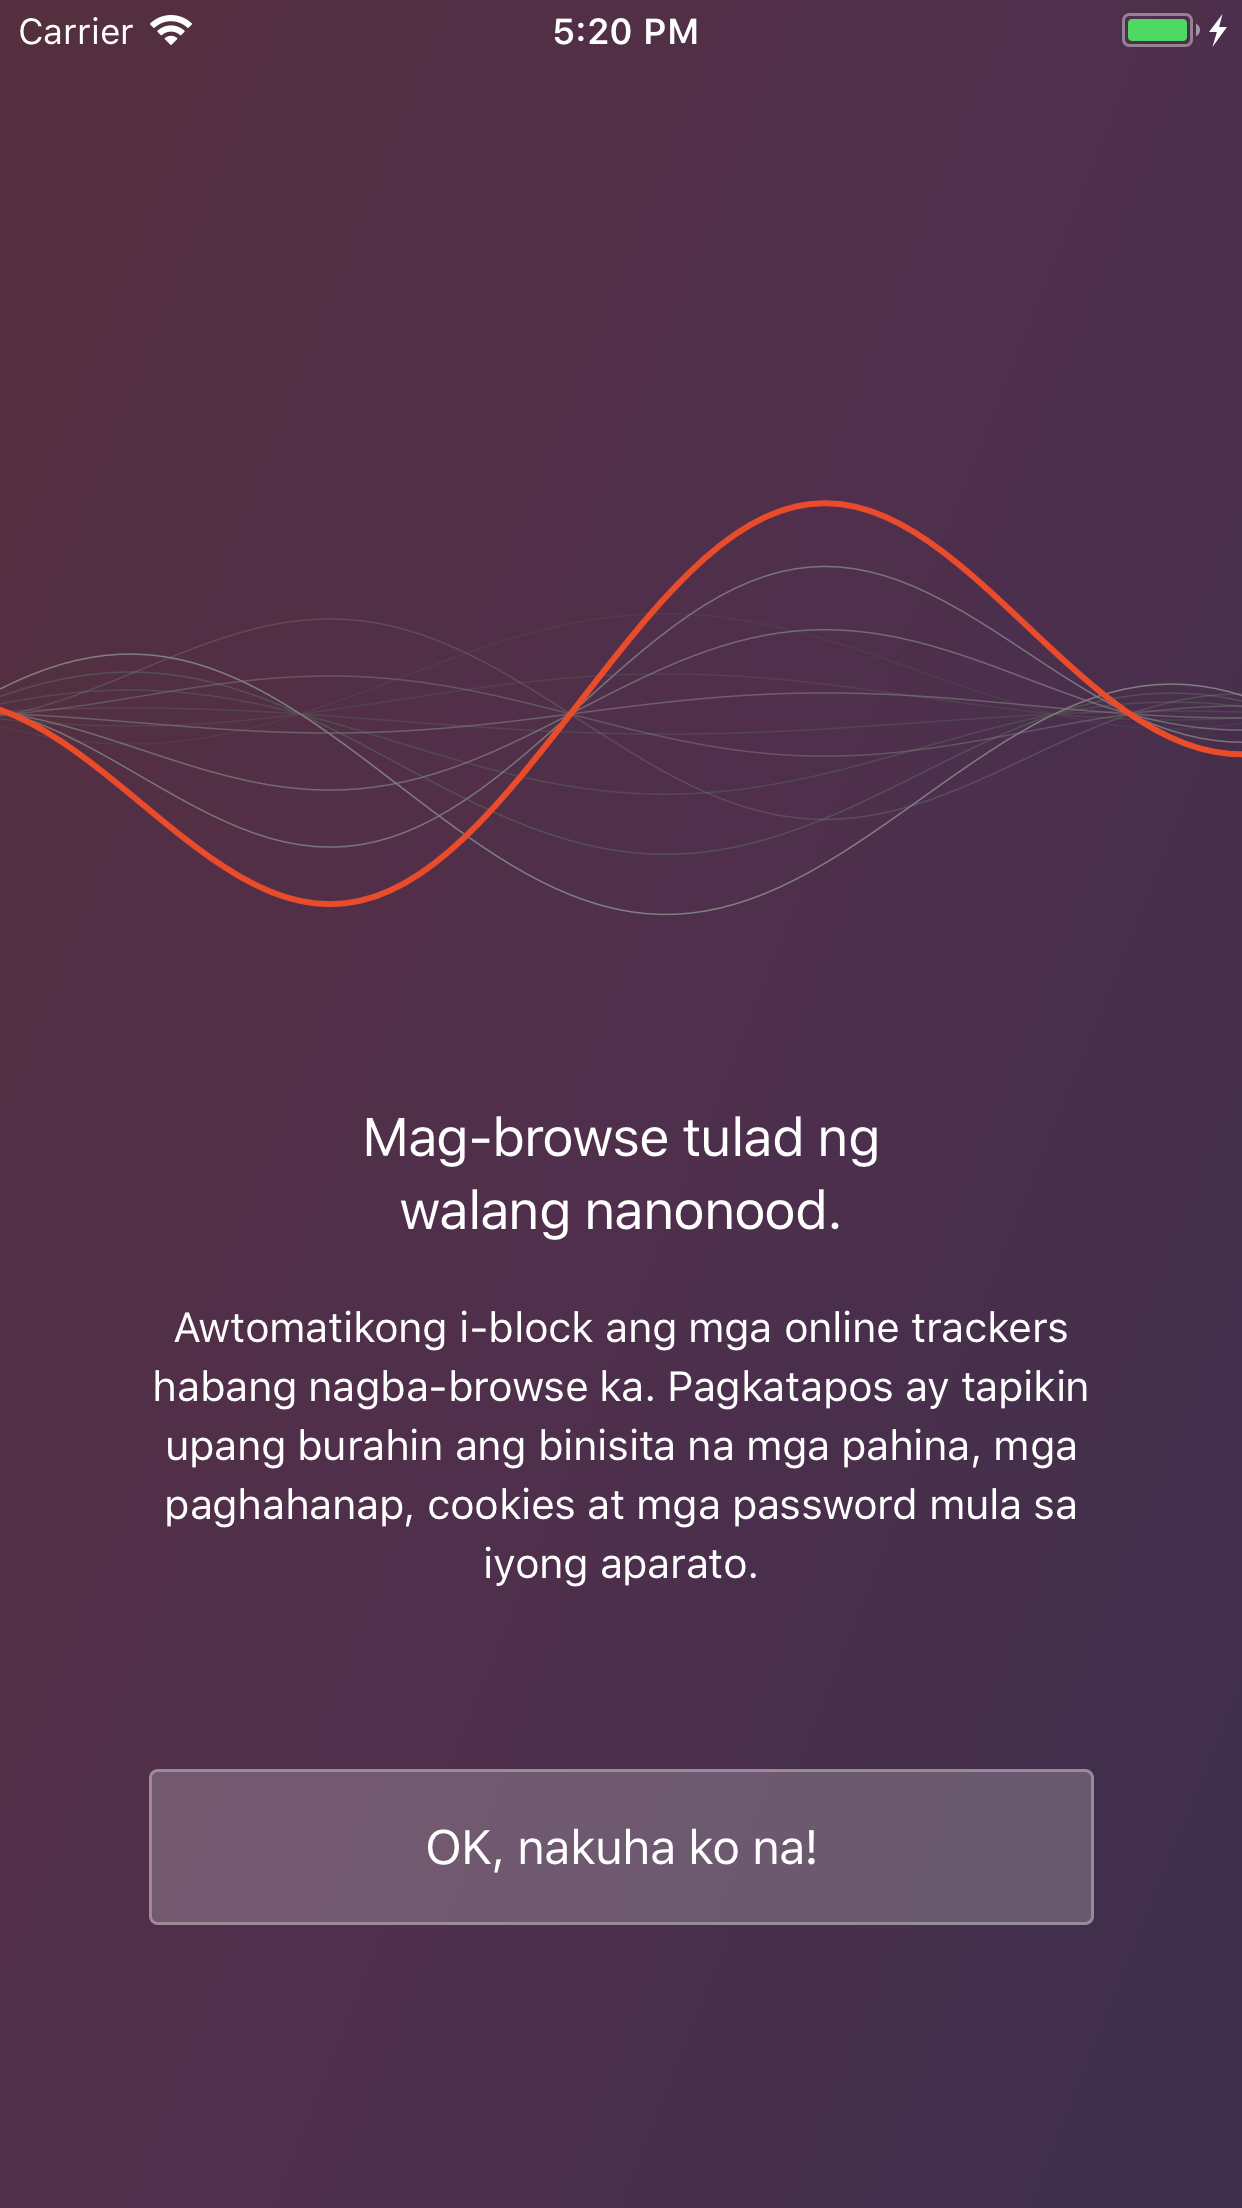 Carrier
5:20 PM
Mag-browse tulad ng
walang nanonood.
Awtomatikong i-block ang mga online trackers
habang nagba-browse ka. Pagkatapos ay tapikin
upang burahin ang binisita na mga pahina, mga
paghahanap, cookies at mga password mula sa
iyong aparato.
OK, nakuha ko na!